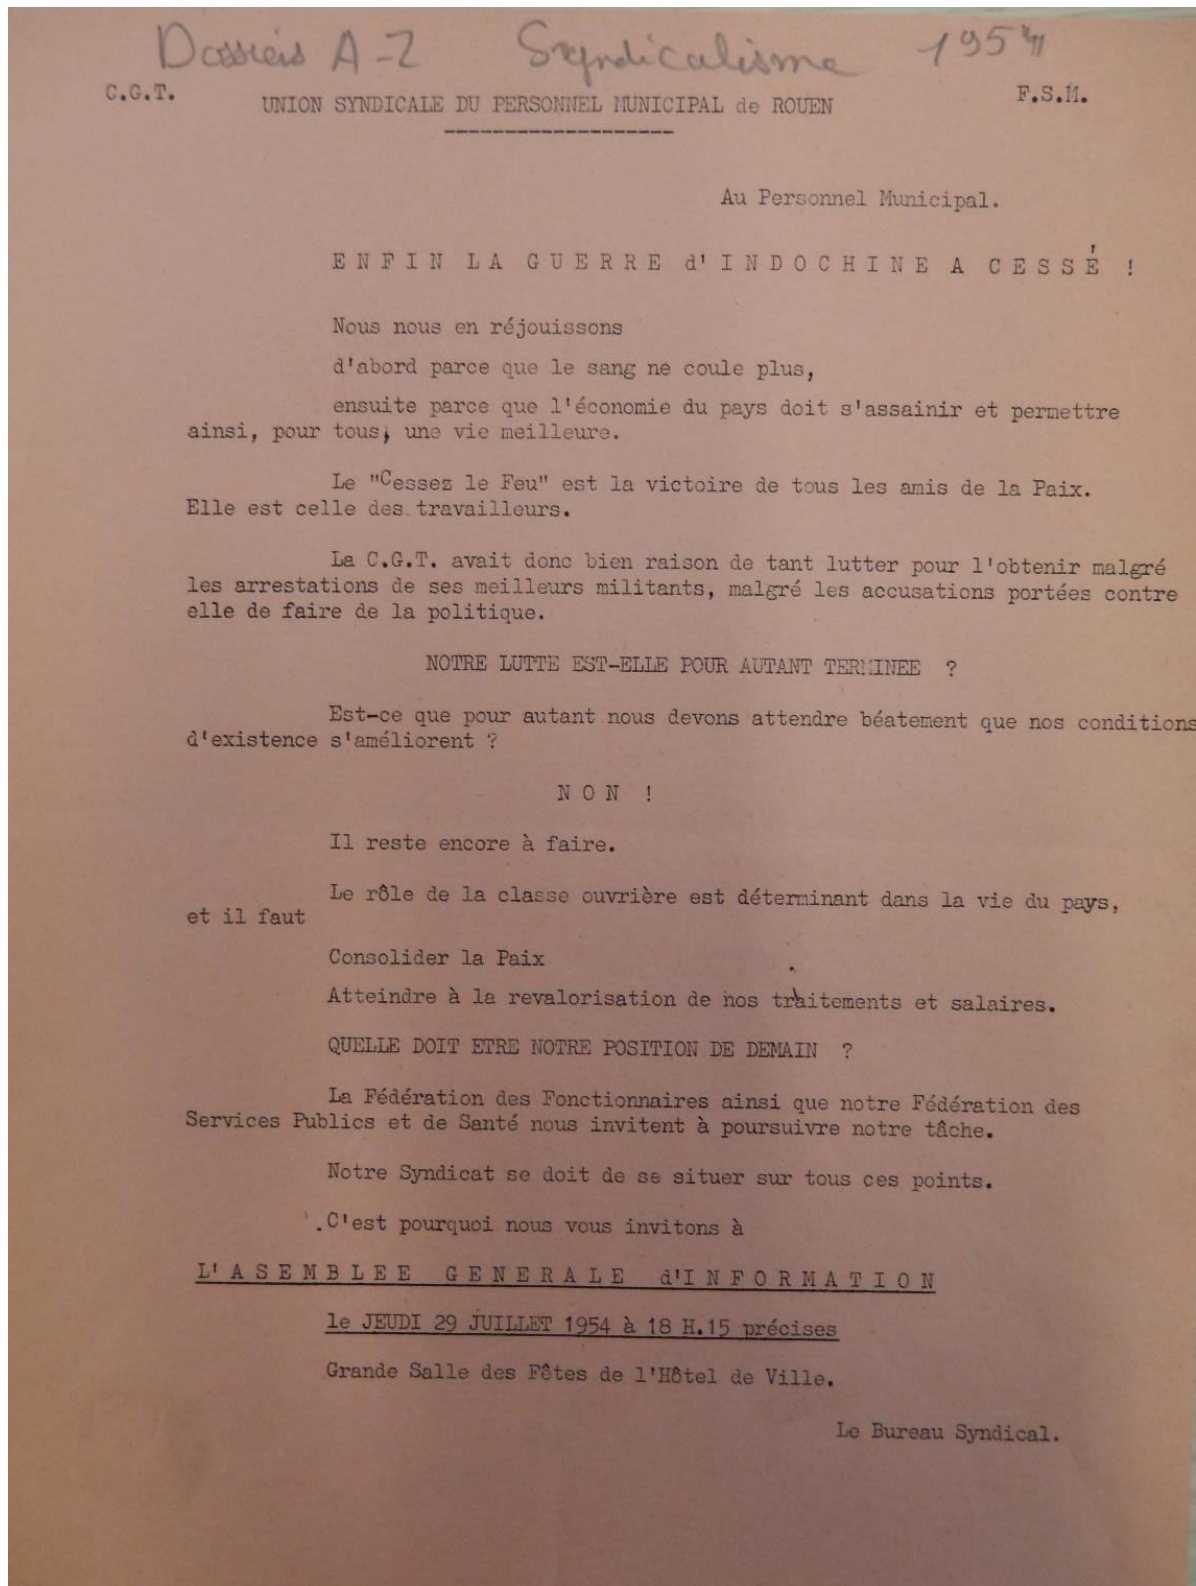 Dossiers A-Z Syndicalisme 1954
C.G.T. F.S.M.
UNION SYNDICALE DU PERSONNEL MUNICIPAL de ROUEN
Au Personnel Municipal.
ENFIN LA GUERRE d'INDOCHINE A CESSÉ !
Nous nous en réjouissons
d'abord parce que le sang ne coule plus,
ensuite parce que l'économie du pays doit s'assainir et permettre
ainsi, pour tous, une vie meilleure.
Le "Cessez le Feu" est la victoire de tous les amis de la Paix.
Elle est celle des travailleurs.
La C.G.T. avait donc bien raison de tant lutter pour l'obtenir malgré
les arrestations de ses meilleurs militants, malgré les accusations portées contre
elle de faire de la politique.
NOTRE LUTTE EST-ELLE POUR AUTANT TERMINEE ?
Est-ce que pour autant nous devons attendre béatement que nos conditions
d'existence s'améliorent ?
NON !
Il reste encore à faire.
Le rôle de la classe ouvrière est déterminant dans la vie du pays,
et il faut
Consolider la Paix
Atteindre à la revalorisation de nos traitements et salaires.
QUELLE DOIT ETRE NOTRE POSITION DE DEMAIN ?
La Fédération des Fonctionnaires ainsi que notre Fédération des
Services Publics et de Santé nous invitent à poursuivre notre tâche.
Notre Syndicat se doit de se situer sur tous ces points.
C'est pourquoi nous vous invitons à
L'ASEMBLEE GENERALE d'INFORMATION
le JEUDI 29 JUILLET 1954 à 18 H.15 précises
Grande Salle des Fêtes de l'Hôtel de Ville.
Le Bureau Syndical.